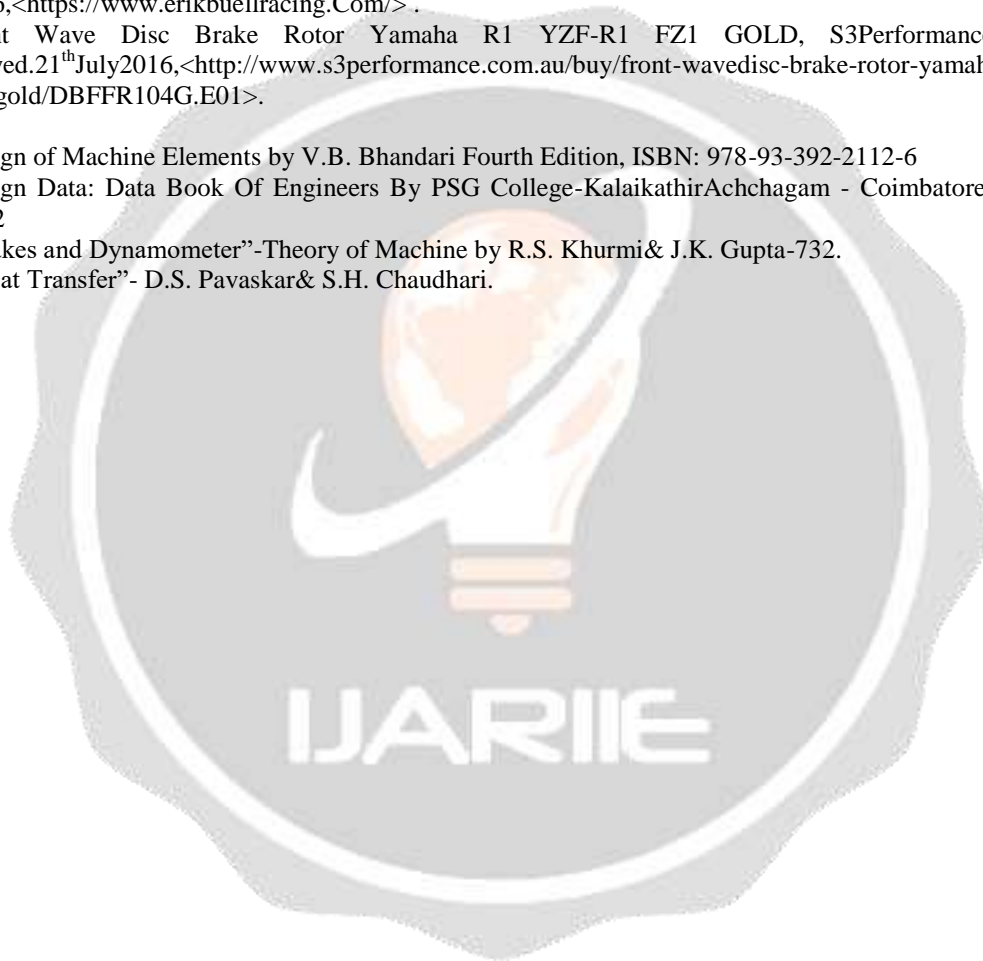 ,<https://www.erikbuellracing.Com/> .
nt Wave Disc Brake Rotor Yamaha R1 YZF-R1 FZ1 GOLD, S3Performanc
ved.21thJuly2016,<http://www.s3performance.com.au/buy/front-wavedisc-brake-rotor-yamah
gold/DBFFR104G.E01>.
gn of Machine Elements by V.B. Bhandari Fourth Edition, ISBN: 978-93-392-2112-6
gn Data: Data Book Of Engineers By PSG College-KalaikathirAchchagam - Coimbatore
2
kes and Dynamometer”-Theory of Machine by R.S. Khurmi& J.K. Gupta-732.
at Transfer”- D.S. Pavaskar& S.H. Chaudhari.
IJARIIE